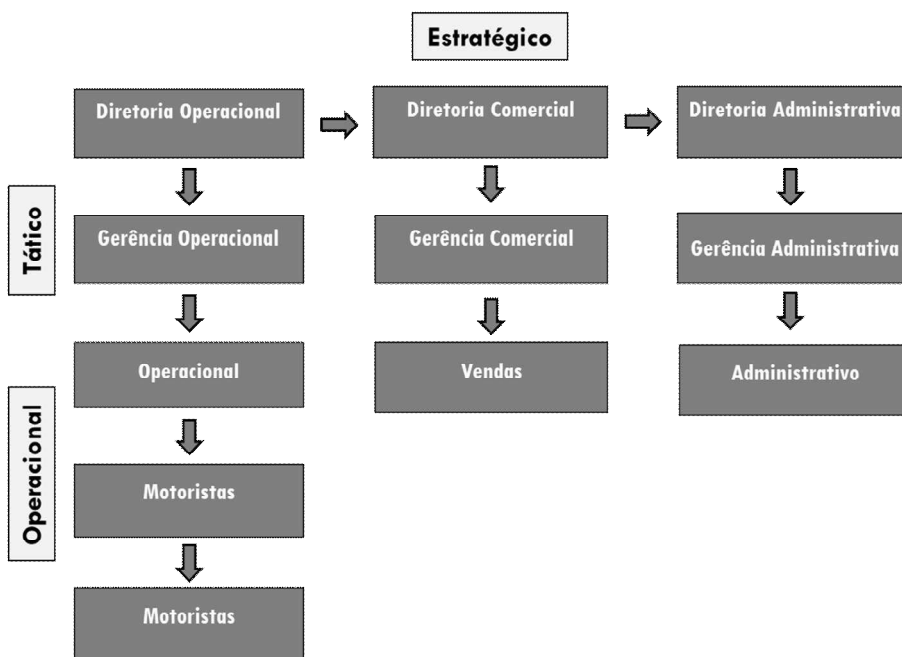 Estratégico
Diretoria Operacional
Diretoria Comercial
Diretoria Administrativa
Tático
Gerência Operacional
Gerência Comercial
Gerência Administrativa
Operacional
Operacional
Vendas
Administrativo
Motoristas
Motoristas